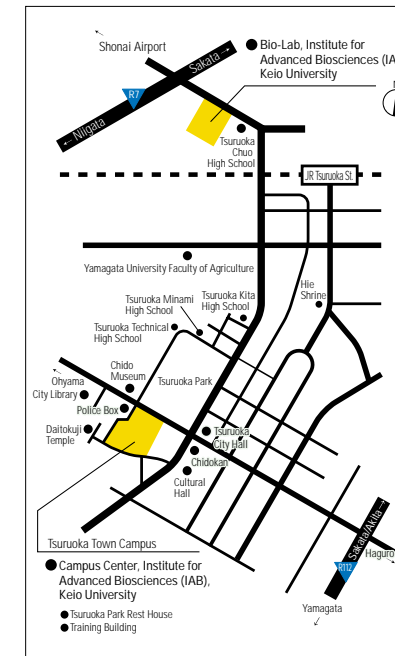 Shonai Airport
Bio-Lab, Institute for
Advanced Biosciences (IA
Keio University
Sakata→
R7
←Niigata
Tsuruoka
Chuo
High School
JR Tsuruoka St.
Yamagata University Faculty of Agriculture
Hie
Shrine
Tsuruoka Kita
High School
Tsuruoka Minami
High School
Tsuruoka Technical
High School
Chido
Museum
Tsuruoka Park
Ohyama
City Library
Police Box
Daitokuji
Temple
Tsuruoka
City Hall
Chidokan
Cultural
Hall
Tsuruoka Town Campus
Sakata/Akita→
Haguro
R112
Yamagata
Campus Center, Institute for
Advanced Biosciences (IAB),
Keio University
Tsuruoka Park Rest House
Training Building